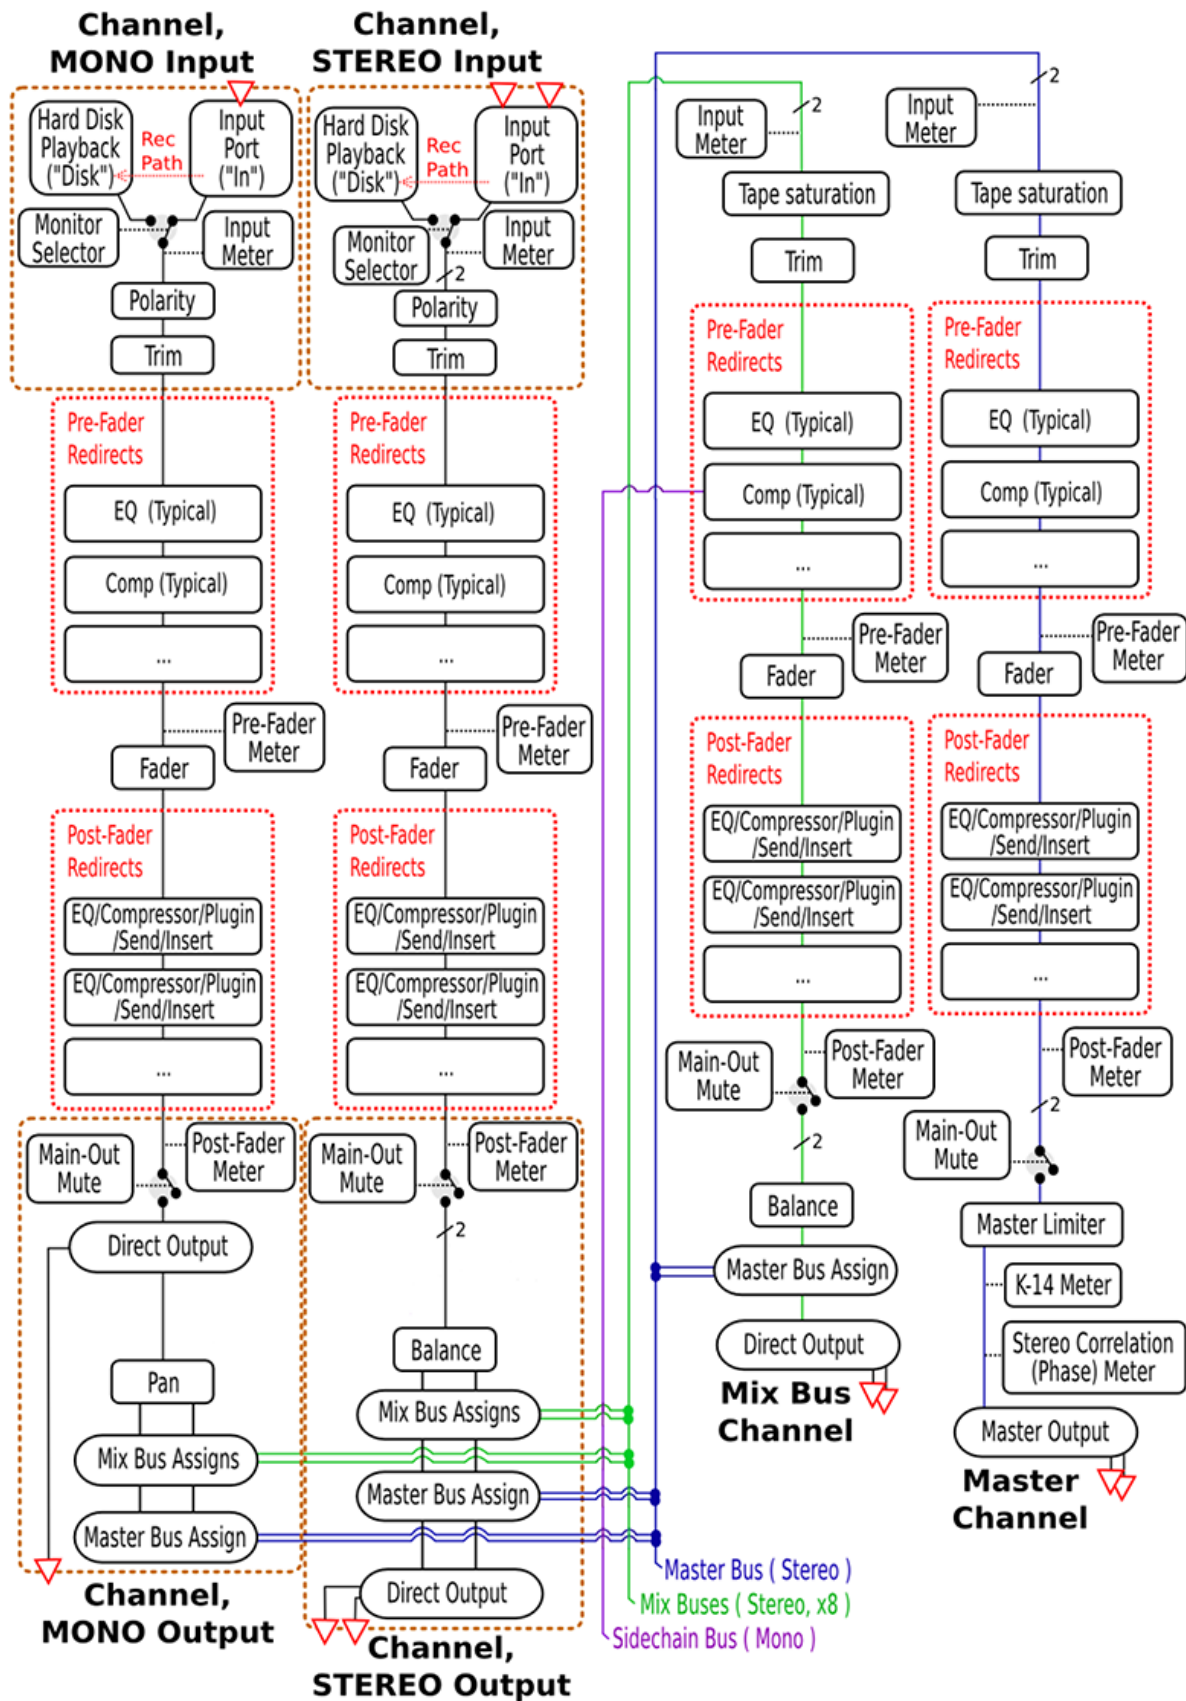 Channel,
MONO Input
Hard Disk
Playback
("Disk")
Rec
Path
Input
Port
("In")
Monitor
Selector
Input
Meter
Polarity
Trim
Pre-Fader
Redirects
EQ (Typical)
Comp (Typical)
...
Pre-Fader
Meter
Fader
Post-Fader
Redirects
EQ/Compressor/Plugin
/Send/Insert
EQ/Compressor/Plugin
/Send/Insert
...
Main-Out
Mute
Post-Fader
Meter
Direct Output
Pan
Mix Bus Assigns
Master Bus Assign
Channel,
MONO Output
Channel,
STEREO Input
Hard Disk
Playback
("Disk")
Rec
Path
Input
Port
("In")
Monitor
Selector
Input
Meter
2
Polarity
Trim
Pre-Fader
Redirects
EQ (Typical)
Comp (Typical)
...
Pre-Fader
Meter
Fader
Post-Fader
Redirects
EQ/Compressor/Plugin
/Send/Insert
EQ/Compressor/Plugin
/Send/Insert
...
Main-Out
Mute
Post-Fader
Meter
2
Balance
Mix Bus Assigns
Master Bus Assign
Direct Output
Channel,
STEREO Output
2
Input
Meter
Tape saturation
Trim
Pre-Fader
Redirects
EQ (Typical)
Comp (Typical)
...
Pre-Fader
Meter
Fader
Post-Fader
Redirects
EQ/Compressor/Plugin
/Send/Insert
EQ/Compressor/Plugin
/Send/Insert
...
Main-Out
Mute
Post-Fader
Meter
2
Balance
Master Bus Assign
Direct Output
Mix Bus
Channel
2
Input
Meter
Tape saturation
Trim
Pre-Fader
Redirects
EQ (Typical)
Comp (Typical)
...
Pre-Fader
Meter
Fader
Post-Fader
Redirects
EQ/Compressor/Plugin
/Send/Insert
EQ/Compressor/Plugin
/Send/Insert
...
Post-Fader
Meter
2
Main-Out
Mute
Master Limiter
K-14 Meter
Stereo Correlation
(Phase) Meter
Master Output
Master
Channel
Master Bus ( Stereo )
Mix Buses ( Stereo, x8 )
Sidechain Bus ( Mono )